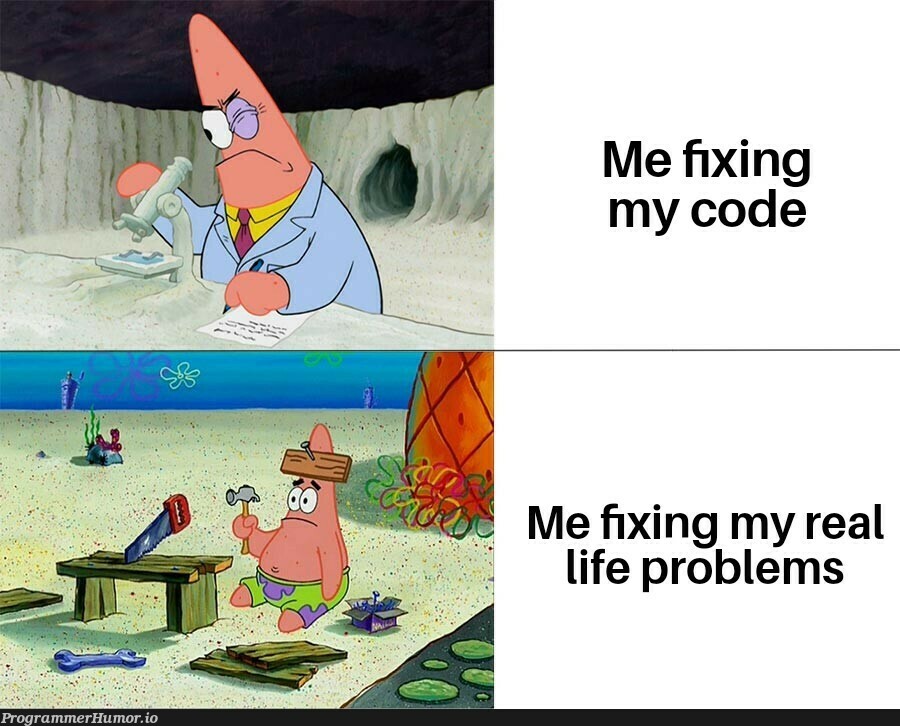 Me fixing
my code
Me fixing my real
life problems
ProgrammerHumor.io